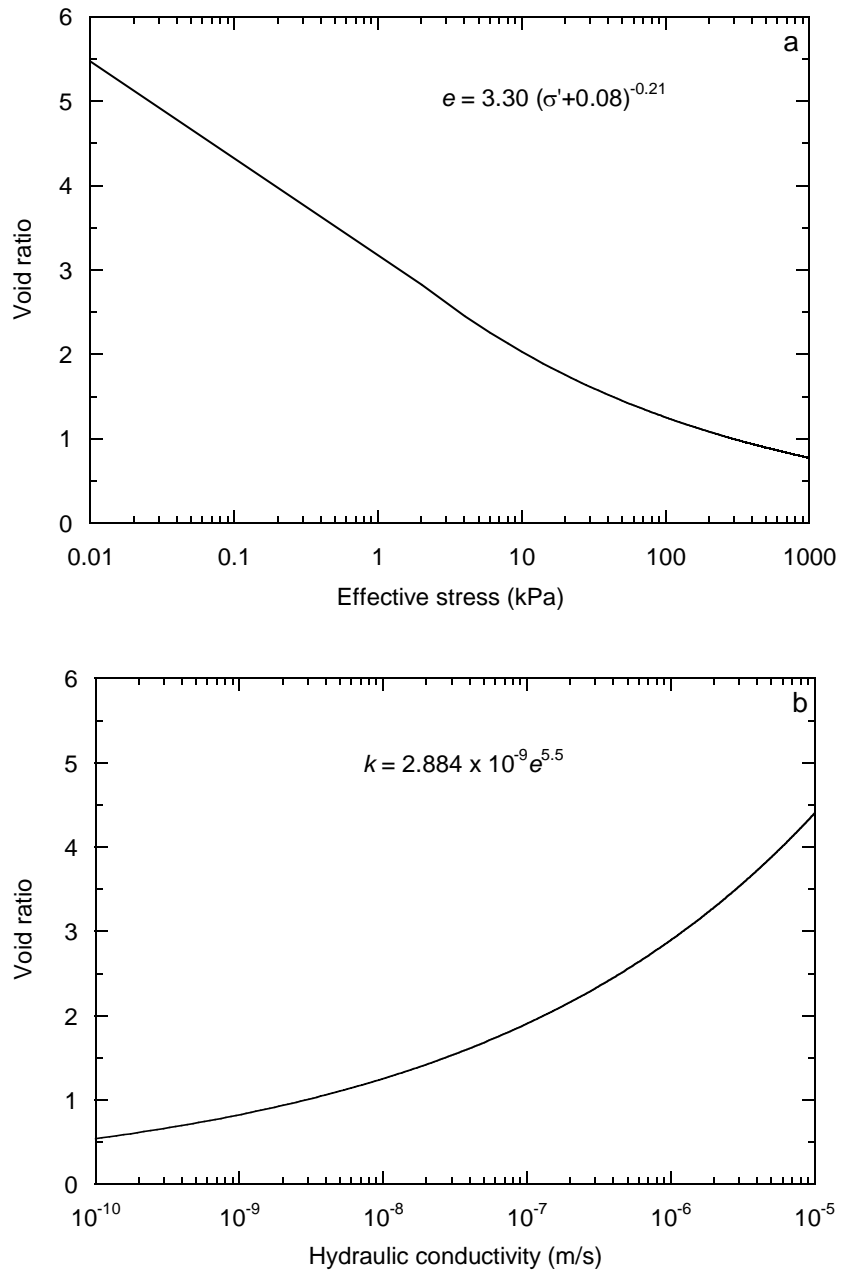 a
e = 3.30 (σ'+0.08)^-0.21
6
5
4
3
2
1
0
Void ratio
0.01 0.1 1 10 100 1000
Effective stress (kPa)
b
k = 2.884 x 10^-9 e^5.5
6
5
4
3
2
1
0
Void ratio
10^-10 10^-9 10^-8 10^-7 10^-6 10^-5
Hydraulic conductivity (m/s)